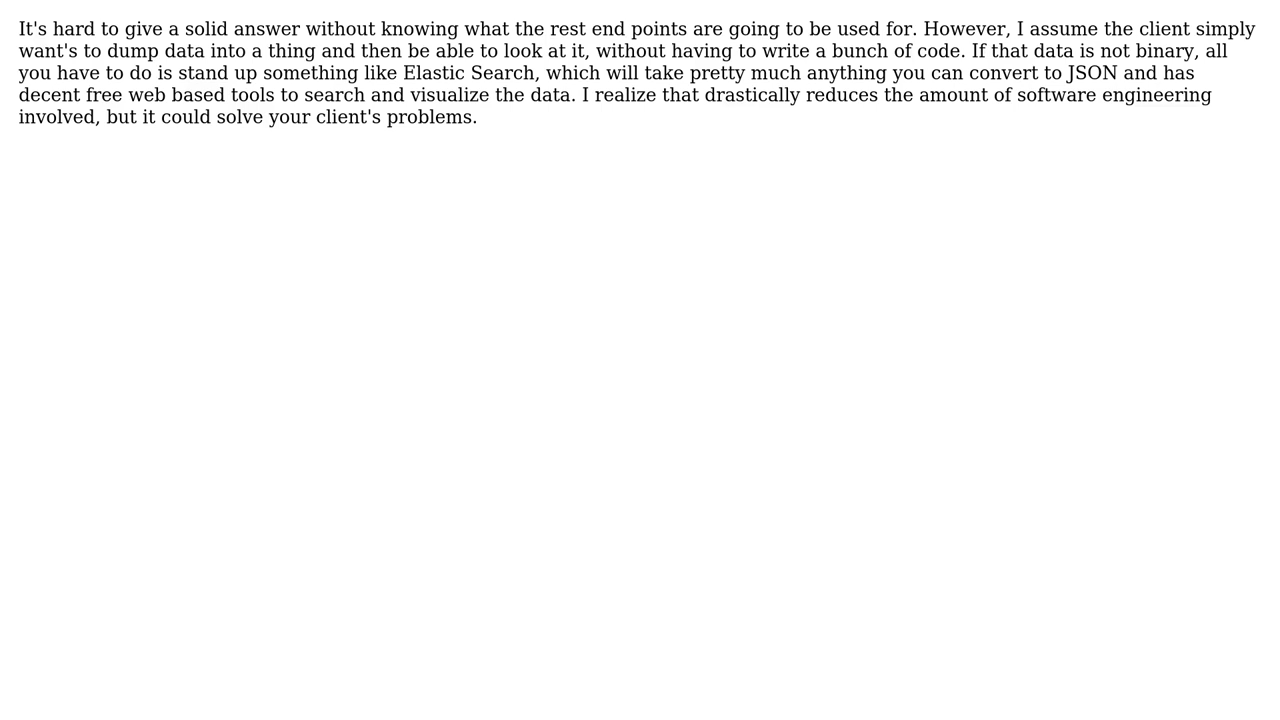 It's hard to give a solid answer without knowing what the rest end points are going to be used for. However, I assume the client simply
want's to dump data into a thing and then be able to look at it, without having to write a bunch of code. If that data is not binary, all
you have to do is stand up something like Elastic Search, which will take pretty much anything you can convert to JSON and has
decent free web based tools to search and visualize the data. I realize that drastically reduces the amount of software engineering
involved, but it could solve your client's problems.